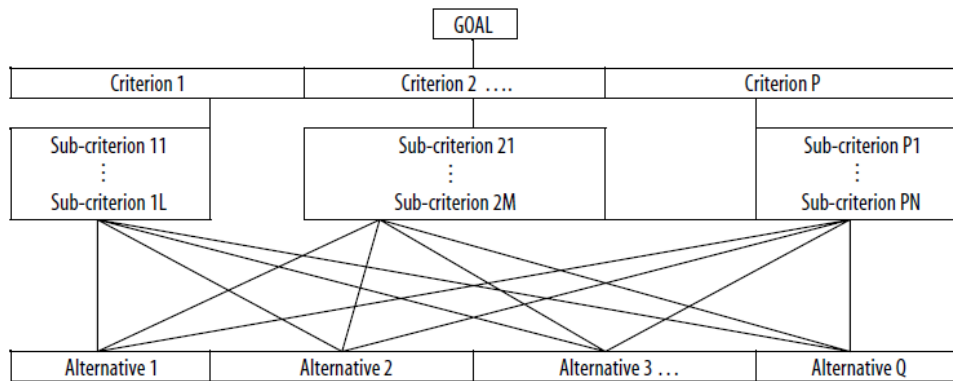 GOAL
Criterion 1 Criterion 2 …. Criterion P
Sub-criterion 11 Sub-criterion 21 Sub-criterion P1
⋮ ⋮ ⋮
Sub-criterion 1L Sub-criterion 2M Sub-criterion PN
Alternative 1 Alternative 2 Alternative 3 … Alternative Q